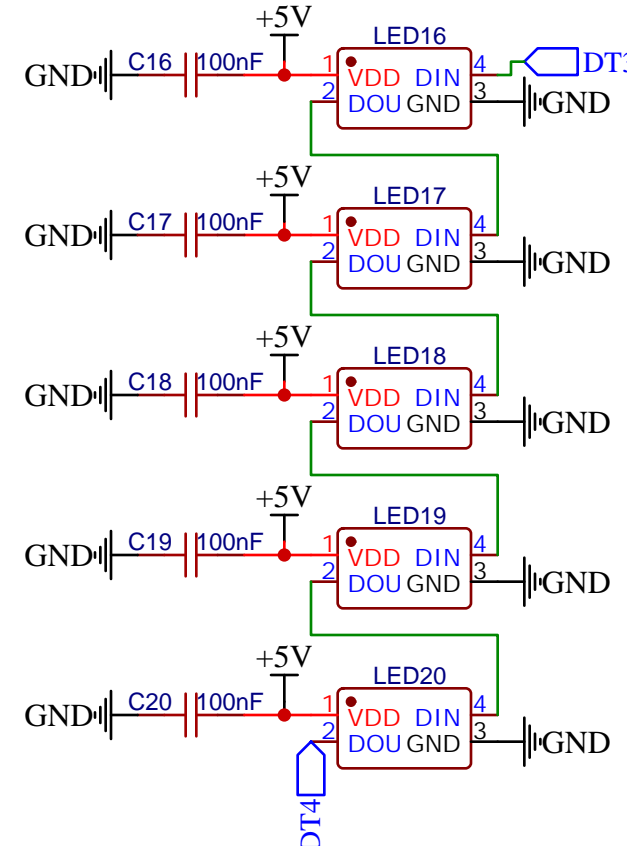 +5V
LED16
GND C16 100nF 1 VDD DIN 4 DT3
2 DOU GND 3 GND
+5V
LED17
GND C17 100nF 1 VDD DIN 4
2 DOU GND 3 GND
+5V
LED18
GND C18 100nF 1 VDD DIN 4
2 DOU GND 3 GND
+5V
LED19
GND C19 100nF 1 VDD DIN 4
2 DOU GND 3 GND
+5V
LED20
GND C20 100nF 1 VDD DIN 4
2 DOU GND 3 GND
DT4